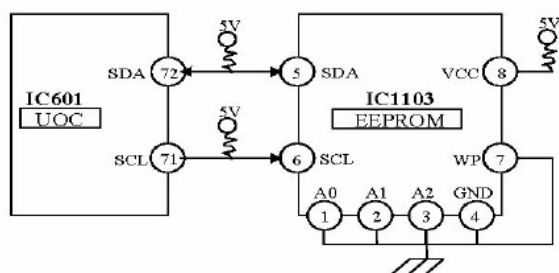 5V
5V
SDA 72
5 SDA
VCC 8
IC601
UOC
IC1103
EEPROM
5V
SCL 71
6 SCL
WP 7
A0 A1 A2 GND
1 2 3 4